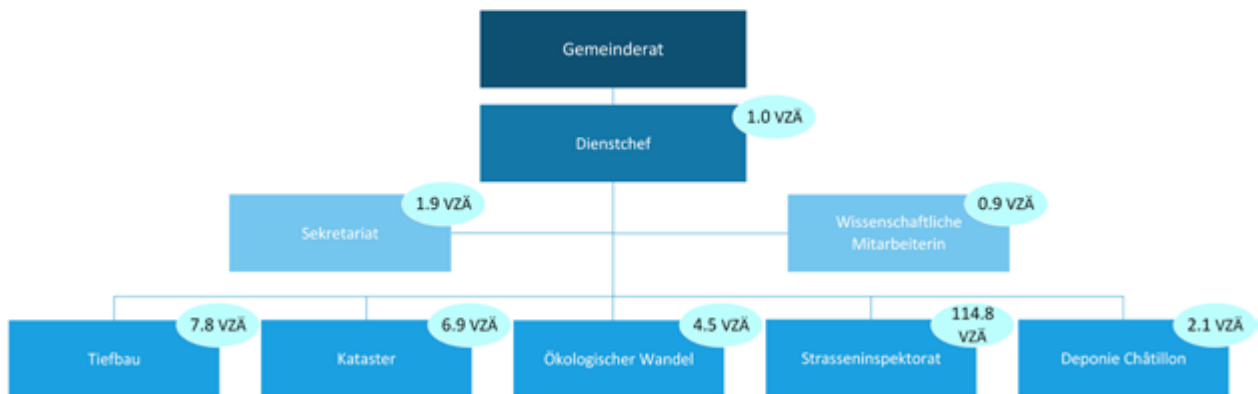 Gemeinderat
1.0 VZÄ
Dienstchef
1.9 VZÄ
Sekretariat
0.9 VZÄ
Wissenschaftliche
Mitarbeiterin
7.8 VZÄ
Tiefbau
6.9 VZÄ
Kataster
4.5 VZÄ
Ökologischer Wandel
114.8
VZÄ
Strasseninspektorat
2.1 VZÄ
Deponie Châtillon